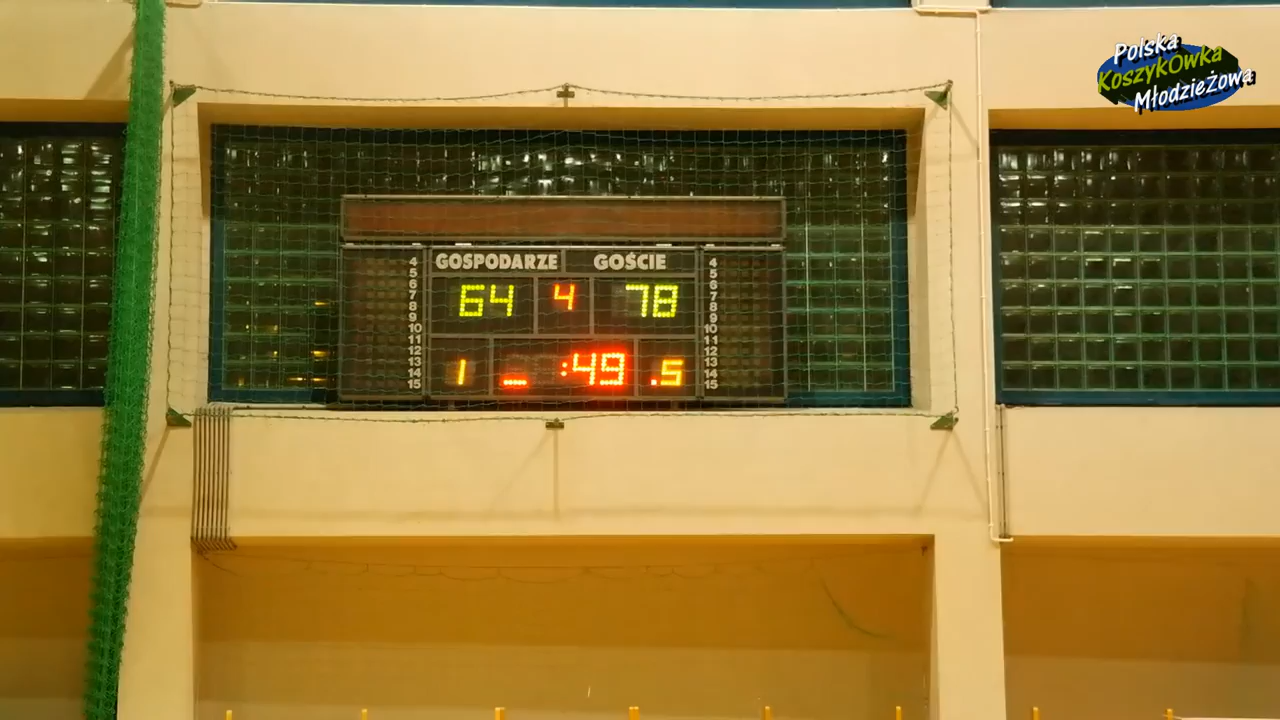 Polska
KoszykÓwka
MłodzieŻowa
GOSPODARZE GOŚCIE
4 4
5 5
6 6
7 7
8 8
9 9
10 10
11 11
12 12
13 13
14 14
15 15
64 4 78
1 :49 .5